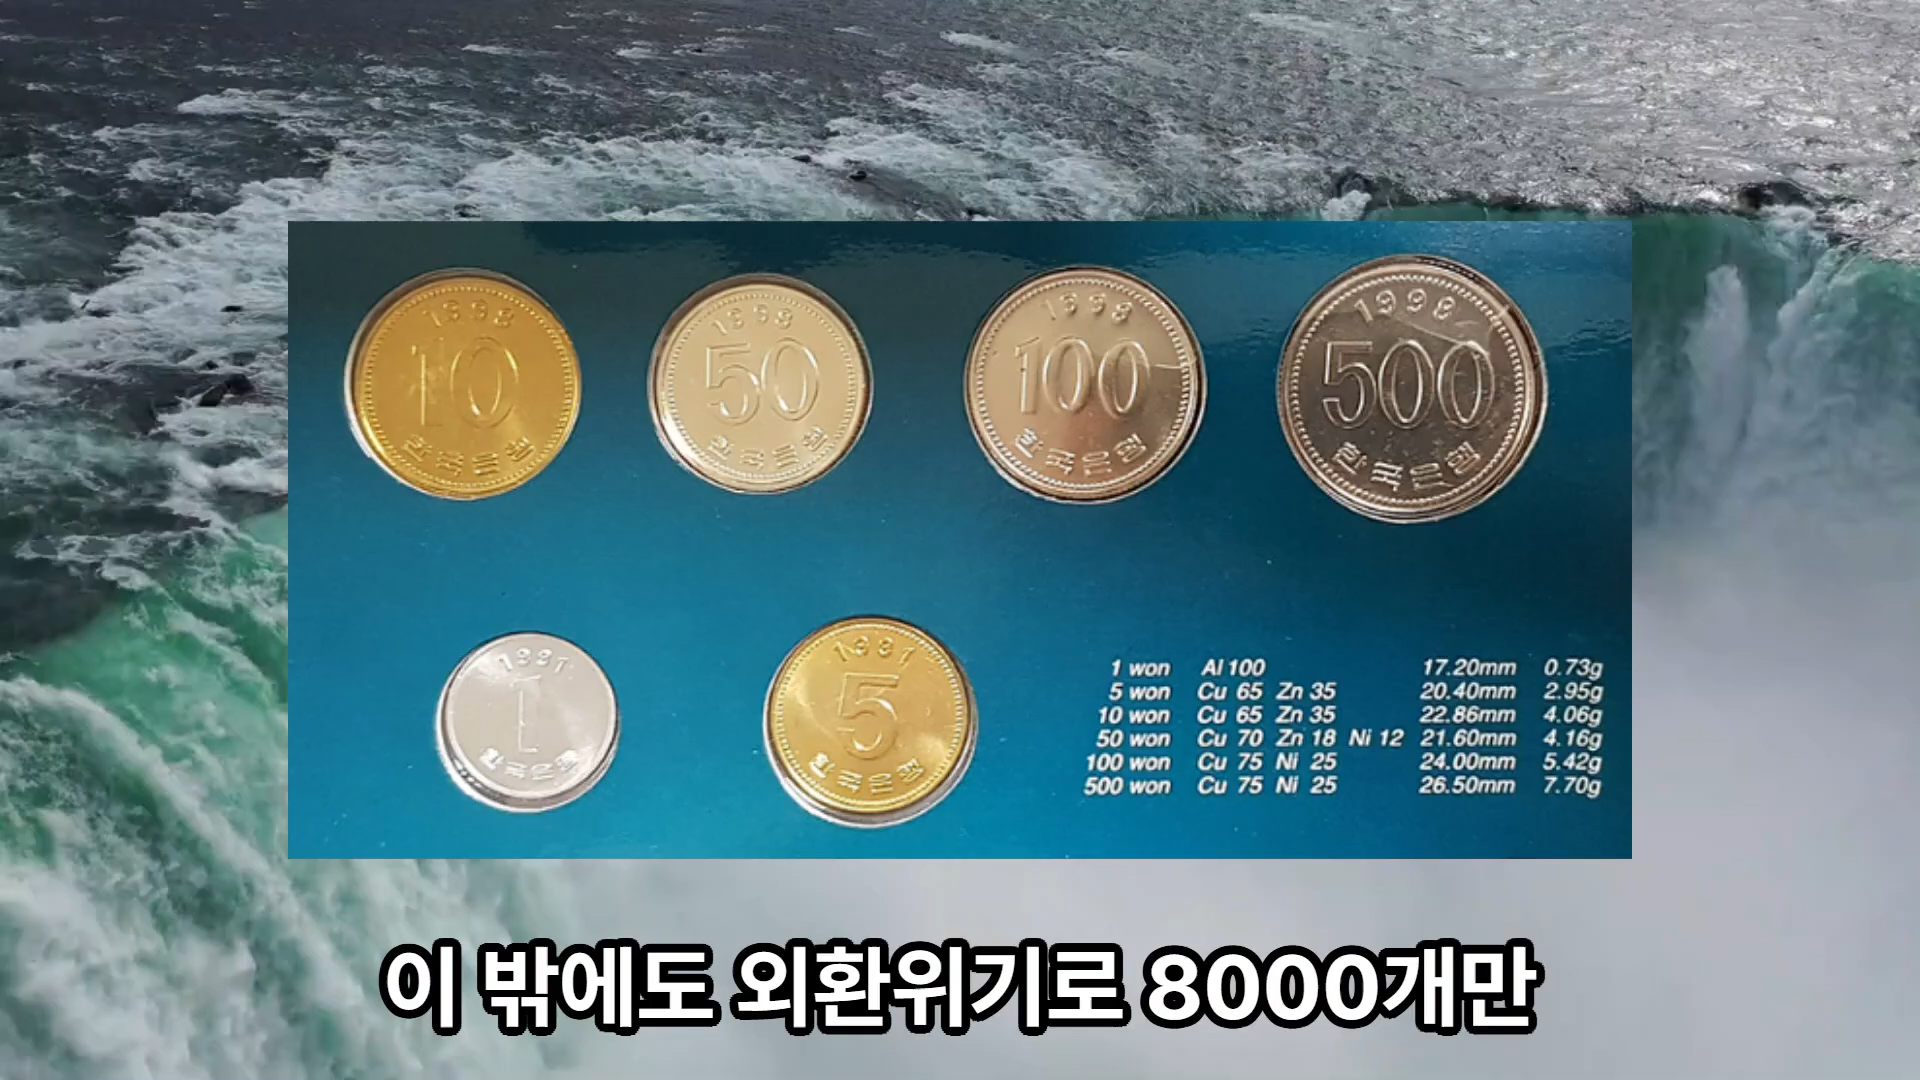 1998
10
한국은행
1998
50
한국은행
1998
100
한국은행
1998
500
한국은행
1991
1
한국은행
1991
5
한국은행
1 won Al 100 17.20mm 0.73g
5 won Cu 65 Zn 35 20.40mm 2.95g
10 won Cu 65 Zn 35 22.86mm 4.06g
50 won Cu 70 Zn 18 Ni 12 21.60mm 4.16g
100 won Cu 75 Ni 25 24.00mm 5.42g
500 won Cu 75 Ni 25 26.50mm 7.70g
이 밖에도 외환위기로 8000개만